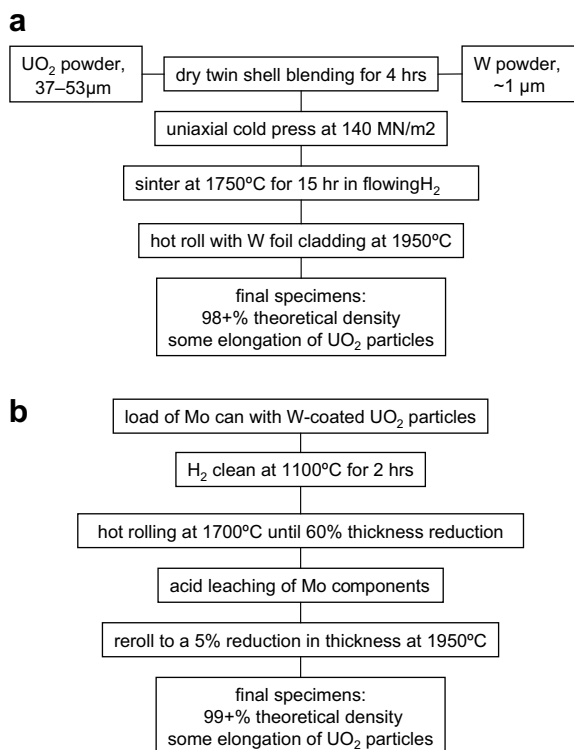 a
UO₂ powder,
37–53µm
dry twin shell blending for 4 hrs
W powder,
~1 µm
uniaxial cold press at 140 MN/m2
sinter at 1750ºC for 15 hr in flowingH₂
hot roll with W foil cladding at 1950ºC
final specimens:
98+% theoretical density
some elongation of UO₂ particles
b
load of Mo can with W-coated UO₂ particles
H₂ clean at 1100ºC for 2 hrs
hot rolling at 1700ºC until 60% thickness reduction
acid leaching of Mo components
reroll to a 5% reduction in thickness at 1950ºC
final specimens:
99+% theoretical density
some elongation of UO₂ particles